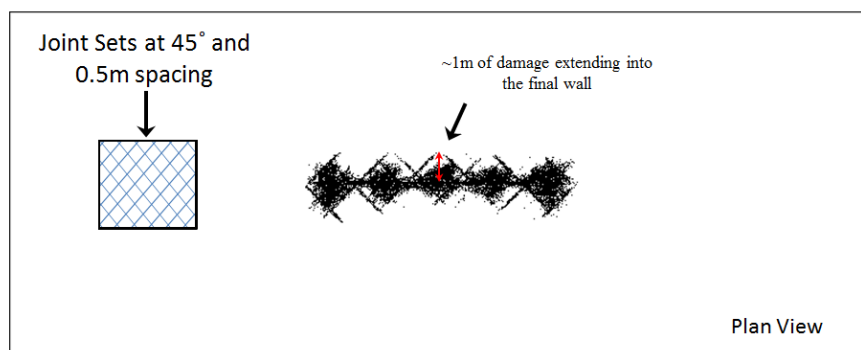 Joint Sets at 45˚ and
0.5m spacing
~1m of damage extending into
the final wall
Plan View